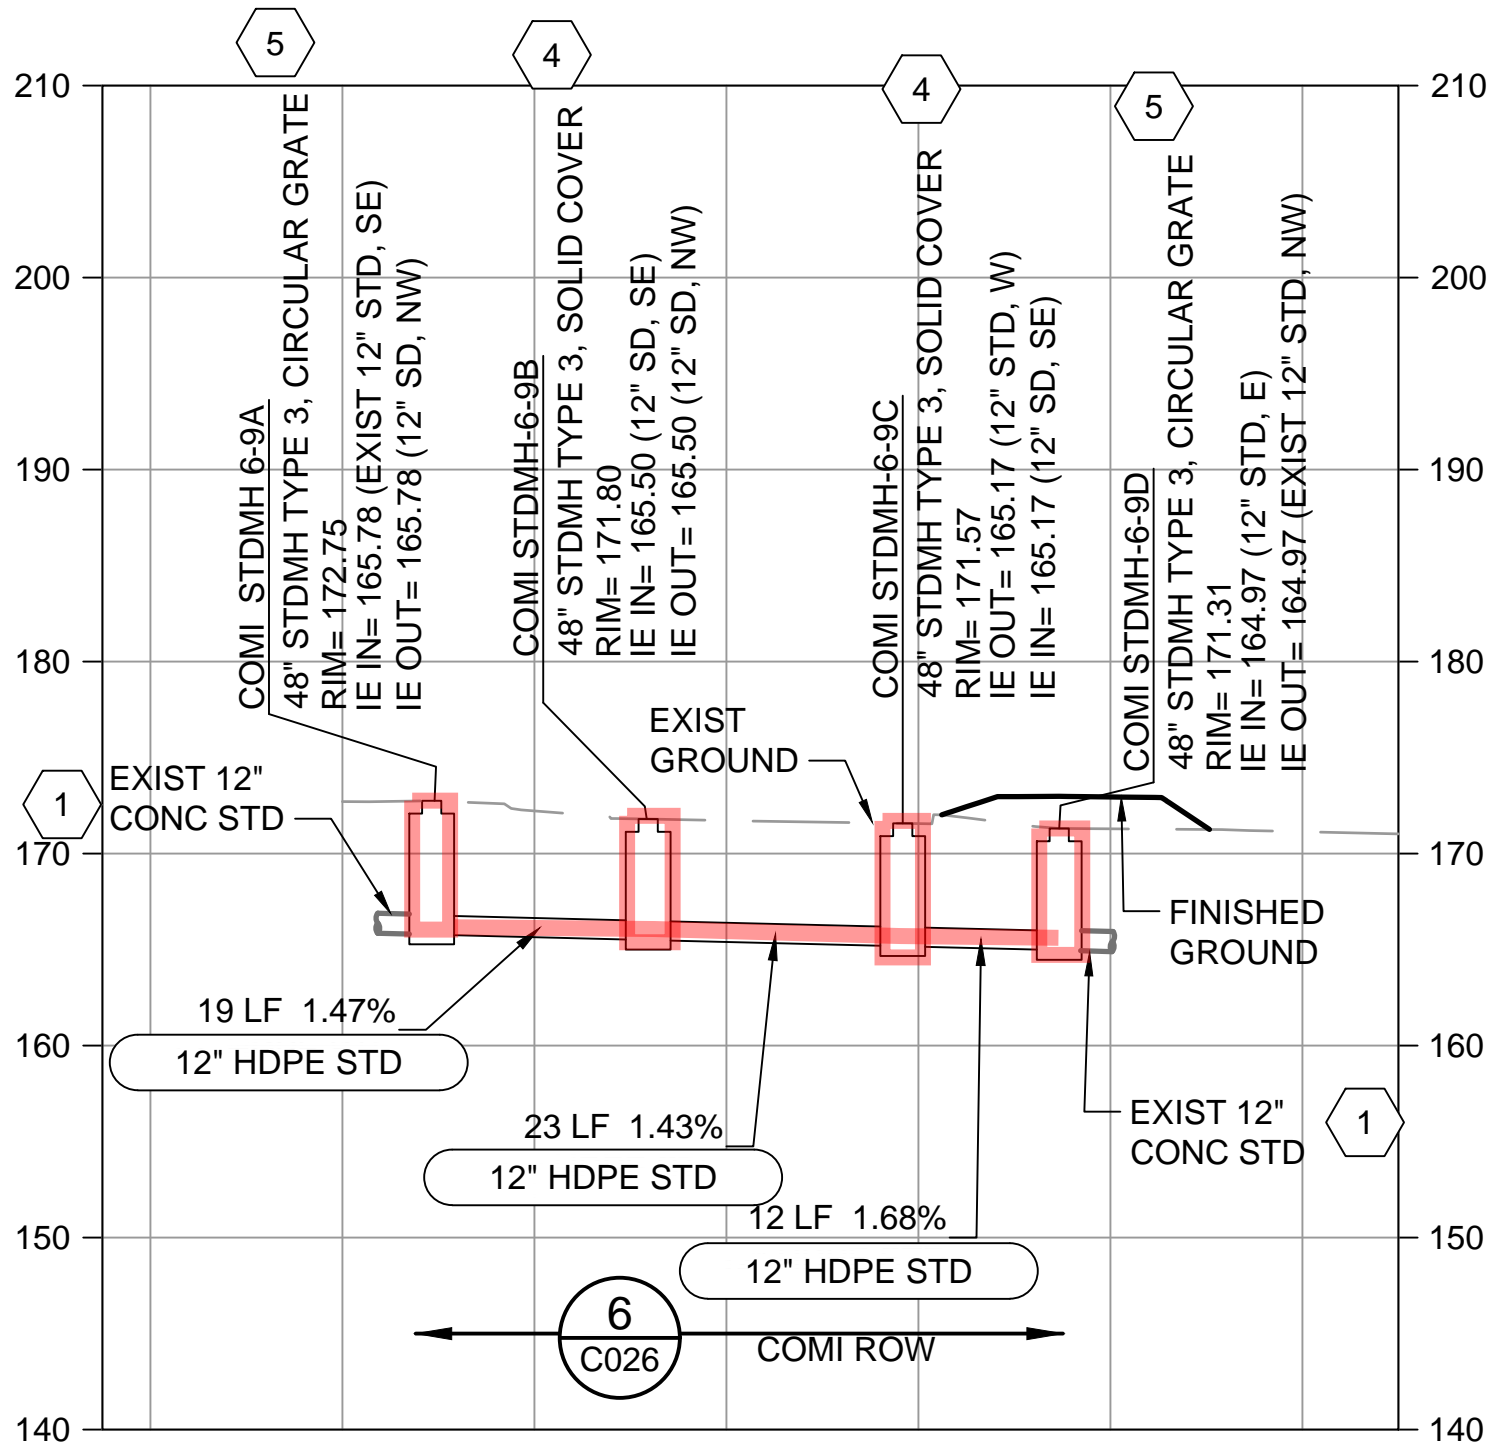 5
4
4
5
210
210
200
200
190
190
180
180
170
170
160
160
150
150
140
140
COMI  STDMH 6-9A
48" STDMH TYPE 3, CIRCULAR GRATE
RIM= 172.75
IE IN= 165.78 (EXIST 12" STD, SE)
IE OUT= 165.78 (12" SD, NW)
COMI STDMH-6-9B
48" STDMH TYPE 3, SOLID COVER
RIM= 171.80
IE IN= 165.50 (12" SD, SE)
IE OUT= 165.50 (12" SD, NW)
COMI STDMH-6-9C
48" STDMH TYPE 3, SOLID COVER
RIM= 171.57
IE OUT= 165.17 (12" STD, W)
IE IN= 165.17 (12" SD, SE)
COMI STDMH-6-9D
48" STDMH TYPE 3, CIRCULAR GRATE
RIM= 171.31
IE IN= 164.97 (12" STD, E)
IE OUT= 164.97 (EXIST 12" STD, NW)
EXIST
GROUND
1
EXIST 12"
CONC STD
FINISHED
GROUND
19 LF  1.47%
12" HDPE STD
23 LF  1.43%
12" HDPE STD
12 LF  1.68%
12" HDPE STD
EXIST 12"
CONC STD
1
6
C026
COMI ROW